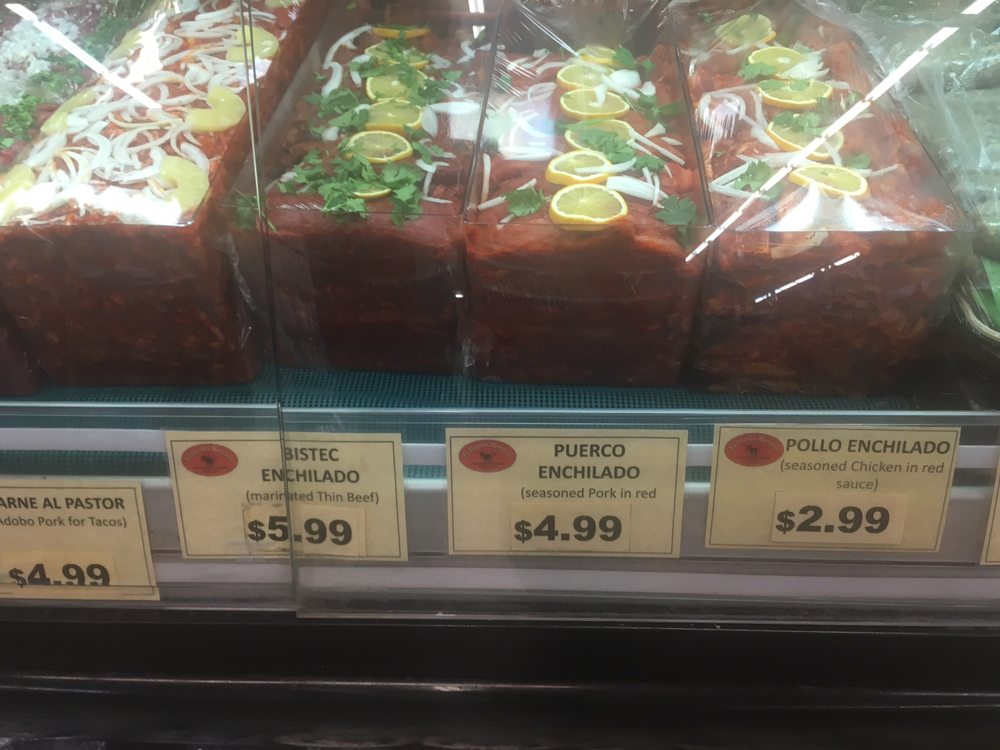 ARNE AL PASTOR
Adobo Pork for Tacos)
$4.99
BISTEC
ENCHILADO
(marinated Thin Beef)
$5.99
PUERCO
ENCHILADO
(seasoned Pork in red
$4.99
POLLO ENCHILADO
(seasoned Chicken in red
sauce)
$2.99